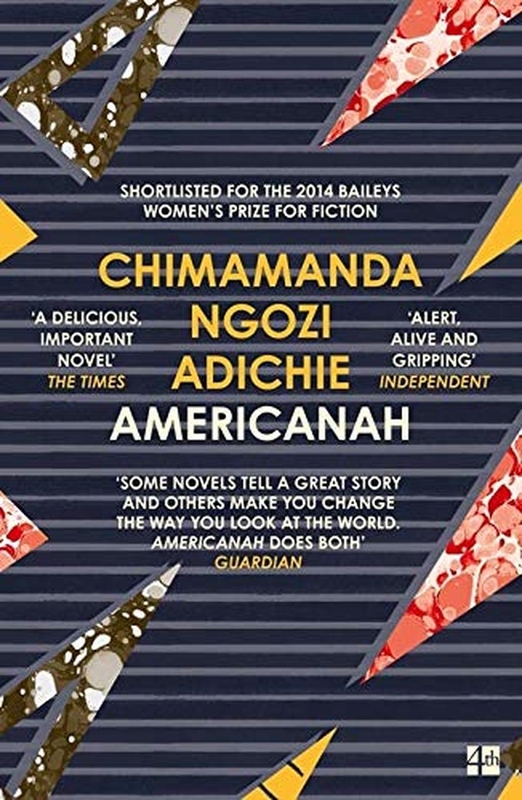 SHORTLISTED FOR THE 2014 BAILEYS
WOMEN'S PRIZE FOR FICTION
CHIMAMANDA
NGOZI
ADICHIE
AMERICANAH
‘A DELICIOUS,
IMPORTANT
NOVEL’
THE TIMES
‘ALERT,
ALIVE AND
GRIPPING’
INDEPENDENT
‘SOME NOVELS TELL A GREAT STORY
AND OTHERS MAKE YOU CHANGE
THE WAY YOU LOOK AT THE WORLD.
AMERICANAH DOES BOTH’
GUARDIAN
4th